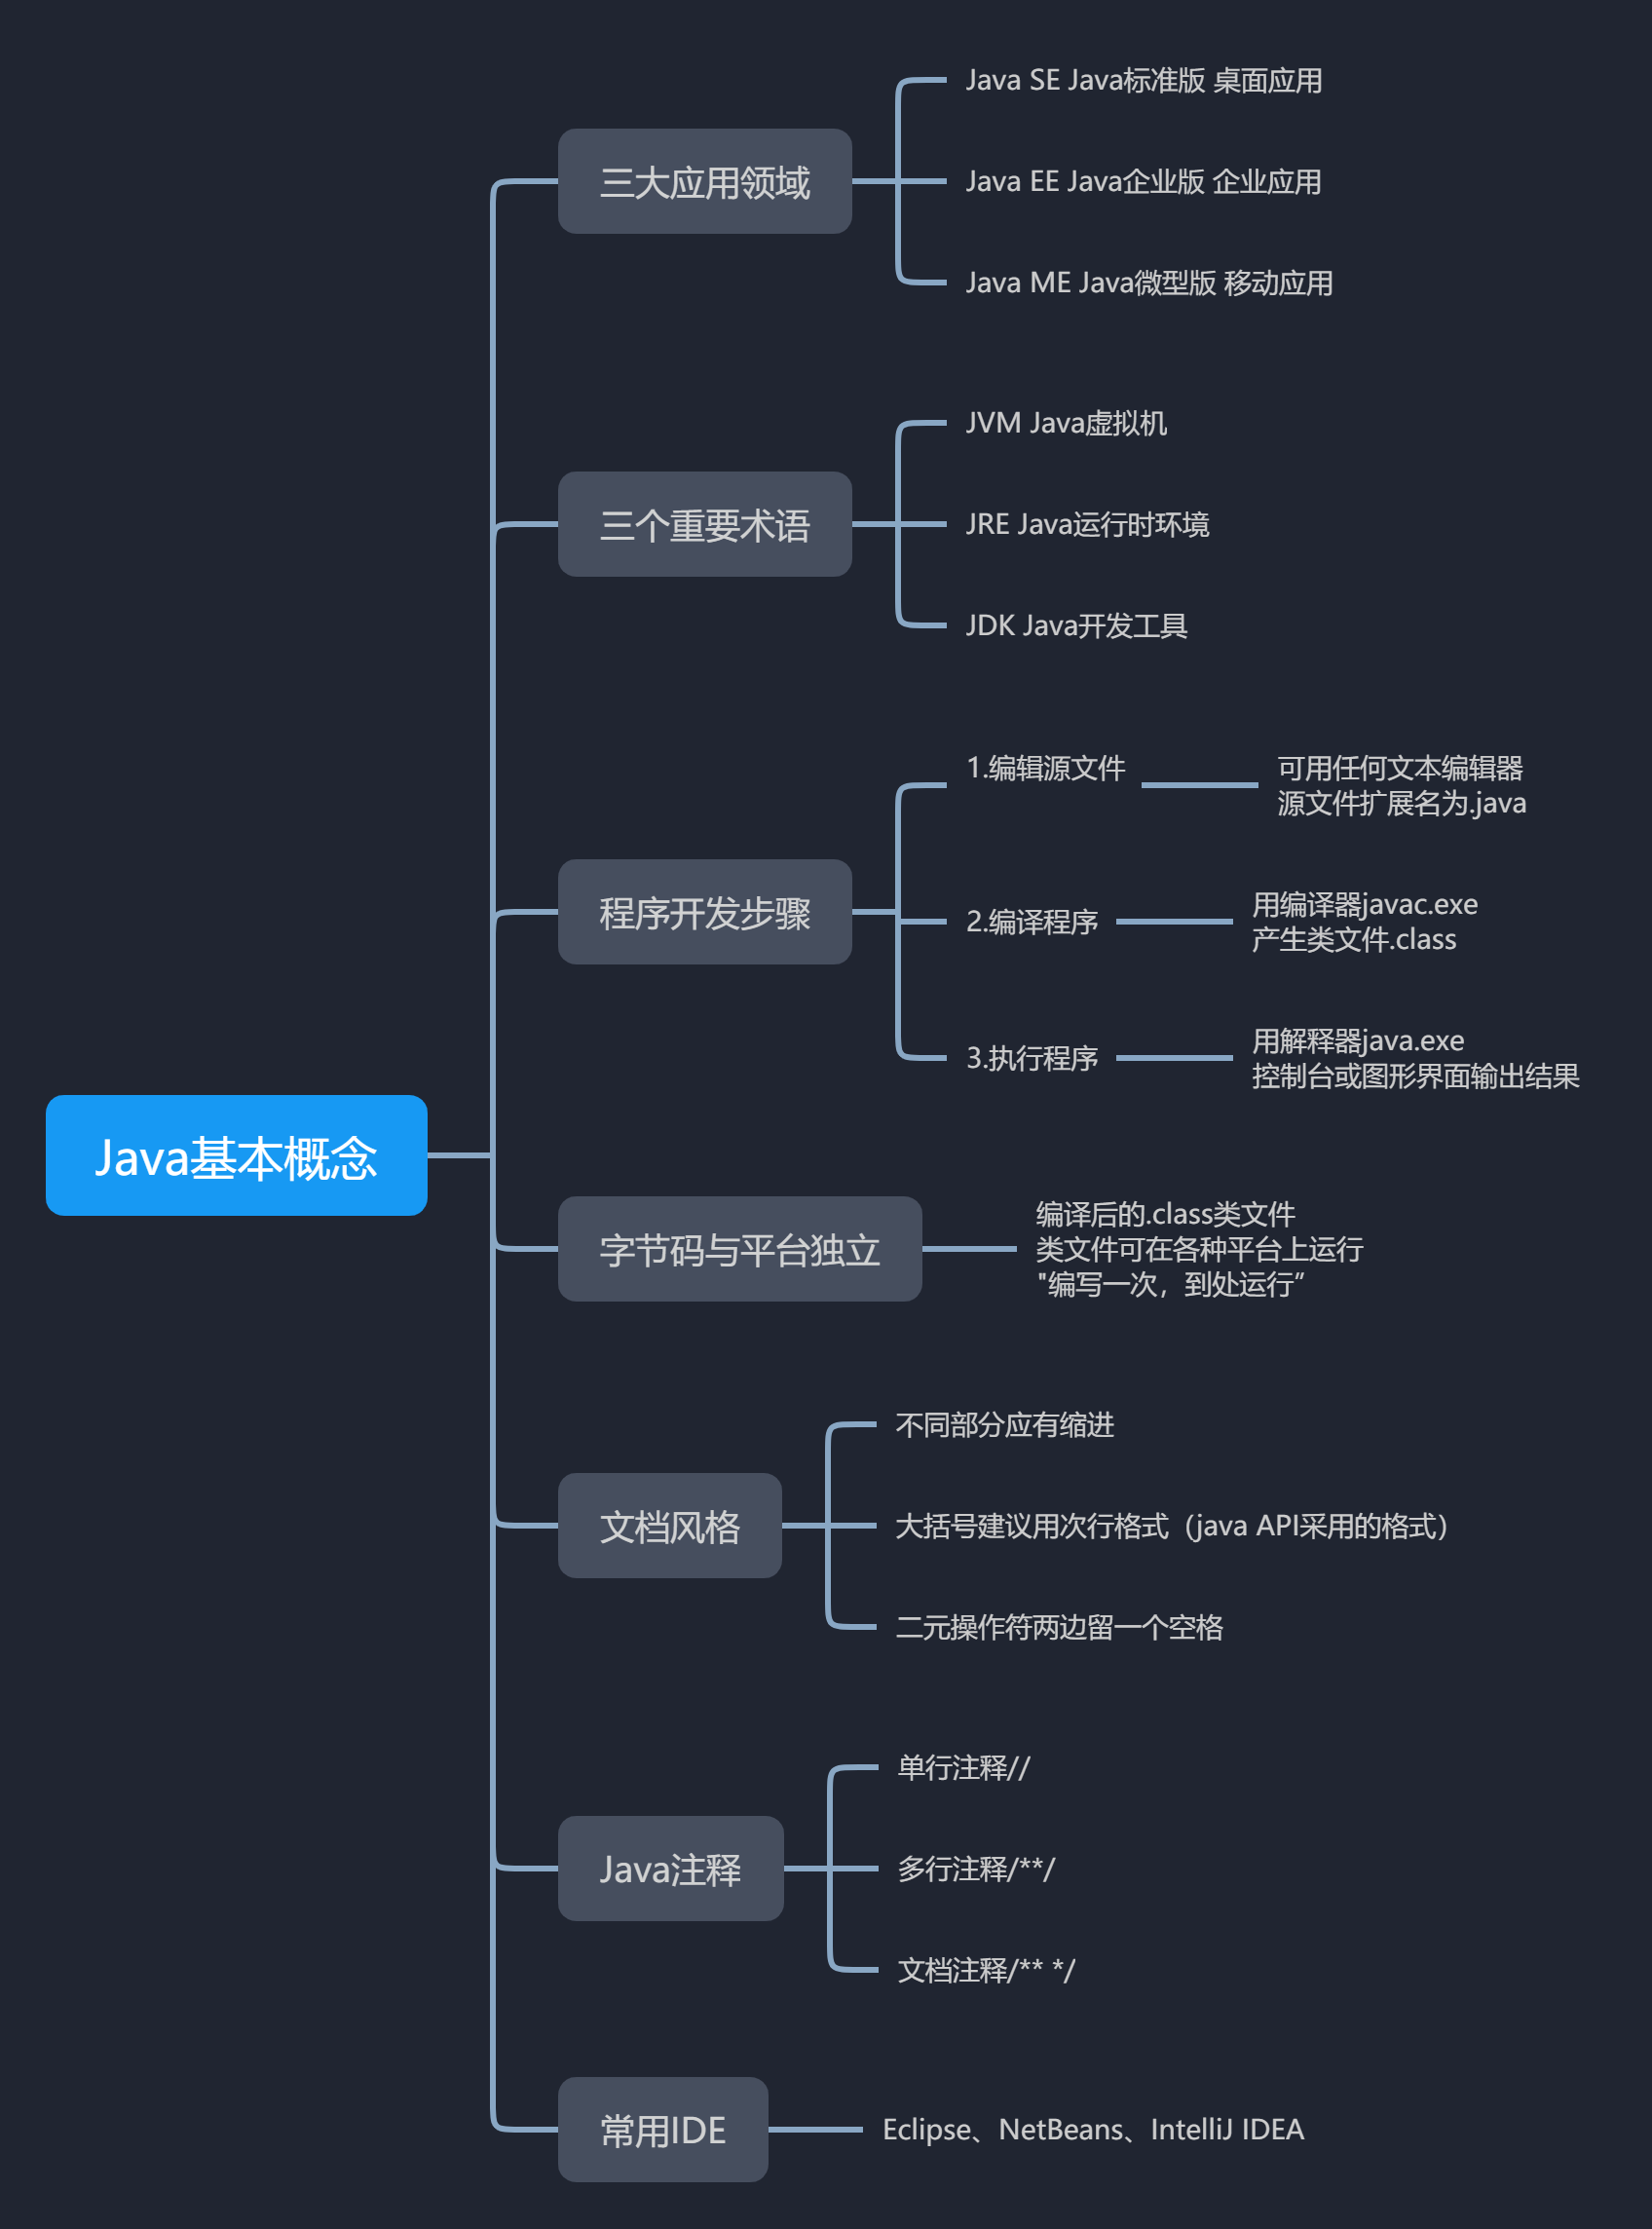 Java基本概念
三大应用领域
Java SE Java标准版 桌面应用
Java EE Java企业版 企业应用
Java ME Java微型版 移动应用
三个重要术语
JVM Java虚拟机
JRE Java运行时环境
JDK Java开发工具
程序开发步骤
1.编辑源文件
可用任何文本编辑器
源文件扩展名为.java
2.编译程序
用编译器javac.exe
产生类文件.class
3.执行程序
用解释器java.exe
控制台或图形界面输出结果
字节码与平台独立
编译后的.class类文件
类文件可在各种平台上运行
"编写一次，到处运行”
文档风格
不同部分应有缩进
大括号建议用次行格式（java API采用的格式）
二元操作符两边留一个空格
Java注释
单行注释//
多行注释/**/
文档注释/** */
常用IDE
Eclipse、NetBeans、IntelliJ IDEA